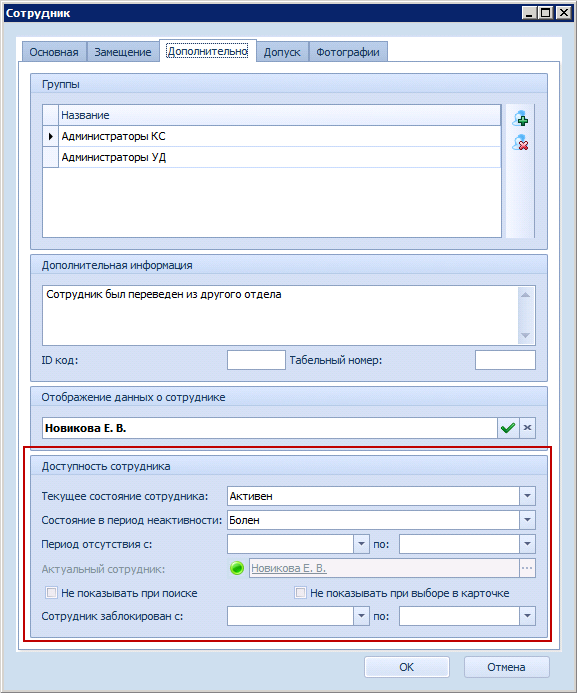 Сотрудник
Основная Замещение Дополнительно Допуск Фотографии
Группы
Название
Администраторы КС
Администраторы УД
Дополнительная информация
Сотрудник был переведен из другого отдела
ID код: Табельный номер:
Отображение данных о сотруднике
Новикова Е. В.
Доступность сотрудника
Текущее состояние сотрудника: Активен
Состояние в период неактивности: Болен
Период отсутствия с: по:
Актуальный сотрудник: Новикова Е. В.
Не показывать при поиске Не показывать при выборе в карточке
Сотрудник заблокирован с: по:
ОК Отмена